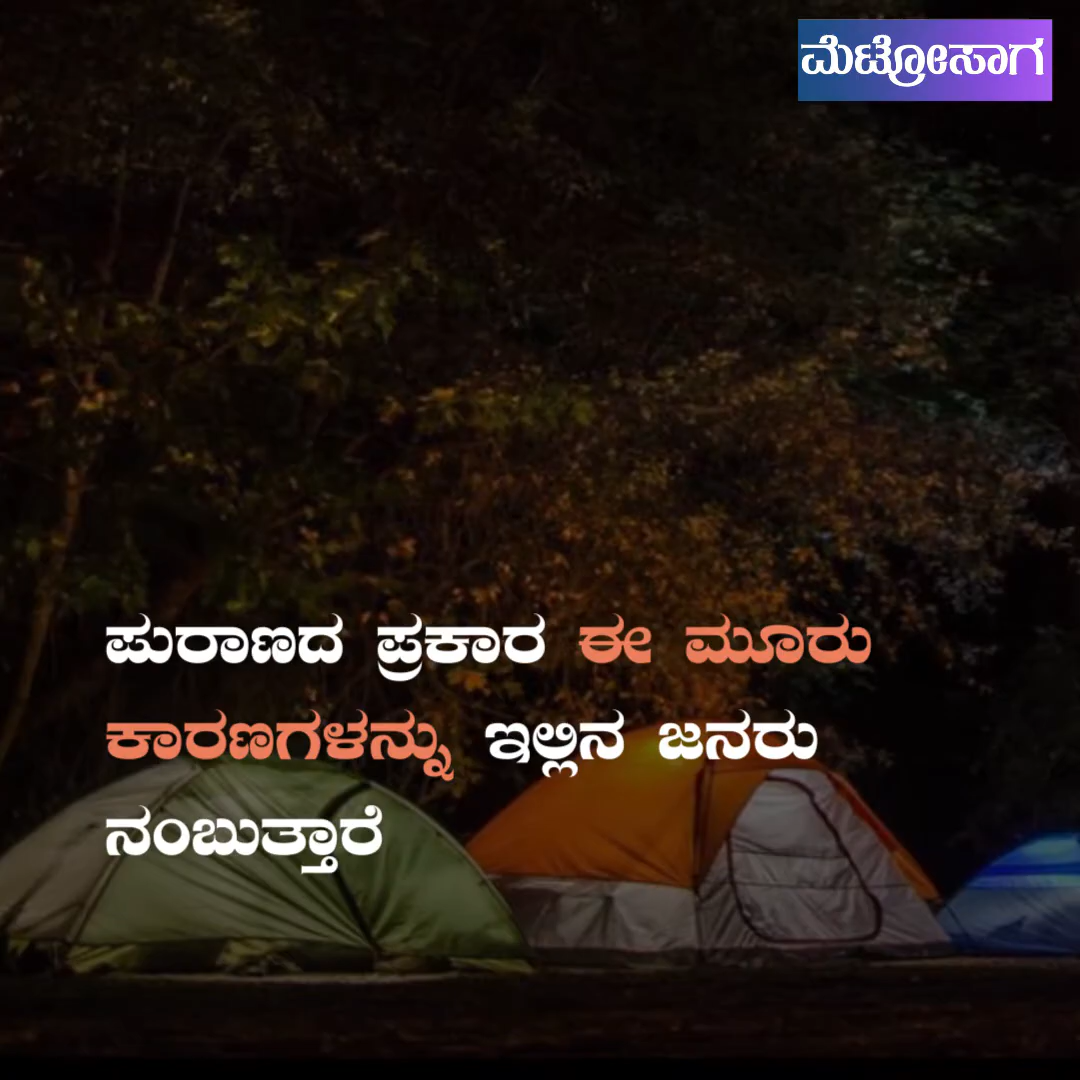 ಮೆಟ್ರೋಸಾಗ
ಪುರಾಣದ ಪ್ರಕಾರ ಈ ಮೂರು
ಕಾರಣಗಳನ್ನು ಇಲ್ಲಿನ ಜನರು
ನಂಬುತ್ತಾರೆ